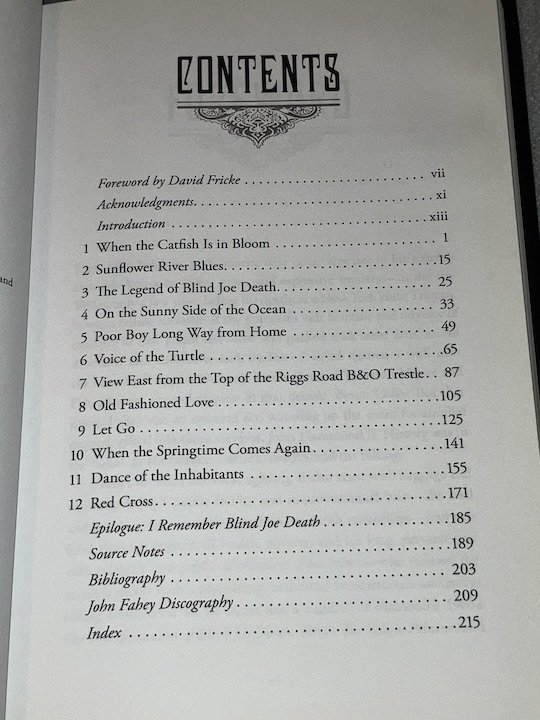 CONTENTS
Foreword by David Fricke . . . . . . . . . . . . . . . . . . . . . . . . . vii
Acknowledgments. . . . . . . . . . . . . . . . . . . . . . . . . . . . . . . . . xi
Introduction . . . . . . . . . . . . . . . . . . . . . . . . . . . . . . . . . . . xiii
1 When the Catfish Is in Bloom . . . . . . . . . . . . . . . . . . . . . . . 1
and
2 Sunflower River Blues. . . . . . . . . . . . . . . . . . . . . . . . . . . . . 15
3 The Legend of Blind Joe Death. . . . . . . . . . . . . . . . . . . . . . 25
4 On the Sunny Side of the Ocean . . . . . . . . . . . . . . . . . . . . 33
5 Poor Boy Long Way from Home . . . . . . . . . . . . . . . . . . . . 49
6 Voice of the Turtle . . . . . . . . . . . . . . . . . . . . . . . . . . . . . . . 65
7 View East from the Top of the Riggs Road B&O Trestle. . 87
8 Old Fashioned Love . . . . . . . . . . . . . . . . . . . . . . . . . . . . . 105
9 Let Go . . . . . . . . . . . . . . . . . . . . . . . . . . . . . . . . . . . . . . . . 125
10 When the Springtime Comes Again. . . . . . . . . . . . . . . . . 141
11 Dance of the Inhabitants . . . . . . . . . . . . . . . . . . . . . . . . . 155
12 Red Cross. . . . . . . . . . . . . . . . . . . . . . . . . . . . . . . . . . . . . 171
Epilogue: I Remember Blind Joe Death . . . . . . . . . . . . . . . 185
Source Notes . . . . . . . . . . . . . . . . . . . . . . . . . . . . . . . . . . . 189
Bibliography . . . . . . . . . . . . . . . . . . . . . . . . . . . . . . . . . . . 203
John Fahey Discography . . . . . . . . . . . . . . . . . . . . . . . . . . 209
Index . . . . . . . . . . . . . . . . . . . . . . . . . . . . . . . . . . . . . . . . . 215